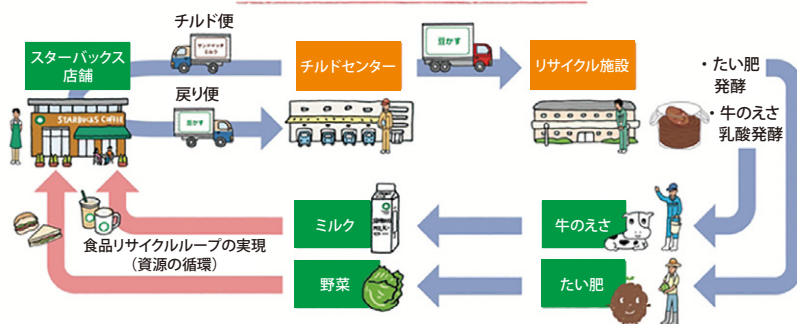 チルド便
スターバックス
店舗
サンドイッチ
ミルク
チルドセンター
豆かす
リサイクル施設
・たい肥
発酵
・牛のえさ
乳酸発酵
戻り便
豆かす
STARBUCKS COFFEE
ミルク
MILK
牛のえさ
食品リサイクルループの実現
（資源の循環）
野菜
たい肥